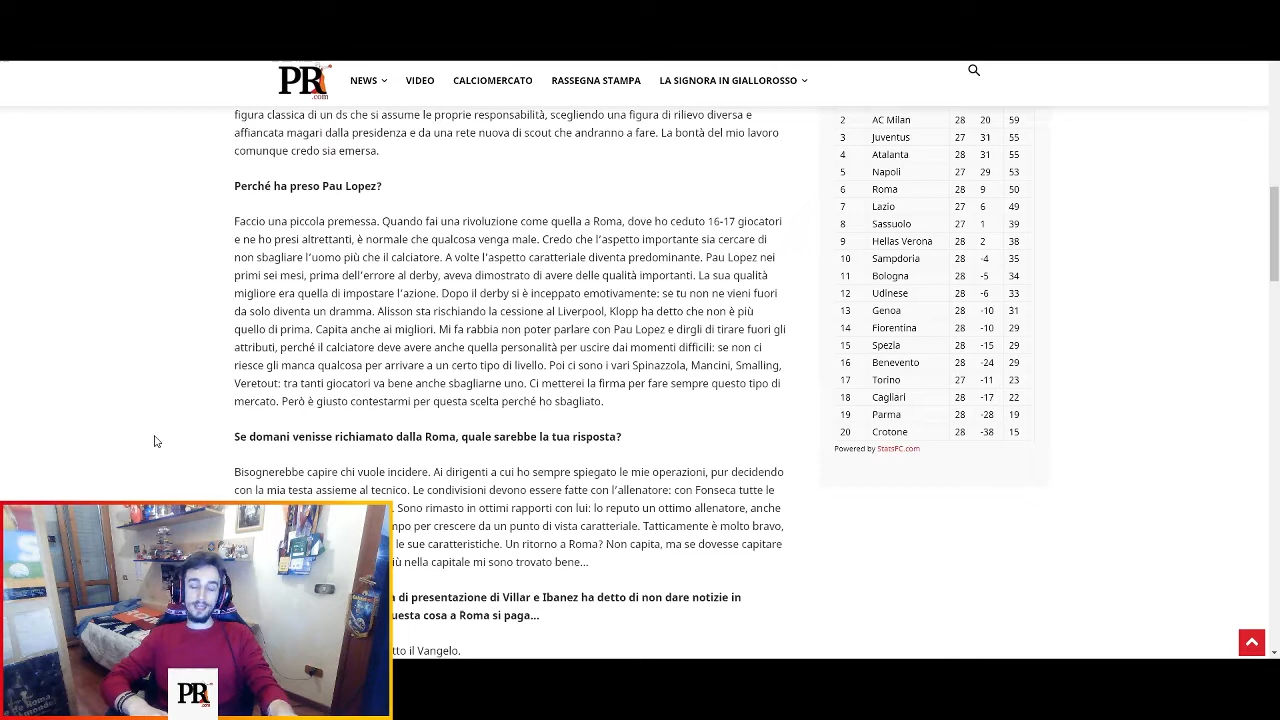 PR
.com
NEWS
VIDEO
CALCIOMERCATO
RASSEGNA STAMPA
LA SIGNORA IN GIALLOROSSO
figura classica di un ds che si assume le proprie responsabilità, scegliendo una figura di rilievo diversa e
affiancata magari dalla presidenza e da una rete nuova di scout che andranno a fare. La bontà del mio lavoro
comunque credo sia emersa.
Perché ha preso Pau Lopez?
Faccio una piccola premessa. Quando fai una rivoluzione come quella a Roma, dove ho ceduto 16-17 giocatori
e ne ho presi altrettanti, è normale che qualcosa venga male. Credo che l'aspetto importante sia cercare di
non sbagliare l'uomo più che il calciatore. A volte l'aspetto caratteriale diventa predominante. Pau Lopez nei
primi sei mesi, prima dell'errore al derby, aveva dimostrato di avere delle qualità importanti. La sua qualità
migliore era quella di impostare l'azione. Dopo il derby si è inceppato emotivamente: se tu non ne vieni fuori
da solo diventa un dramma. Alisson sta rischiando la cessione al Liverpool, Klopp ha detto che non è più
quello di prima. Capita anche ai migliori. Mi fa rabbia non poter parlare con Pau Lopez e dirgli di tirare fuori gli
attributi, perché il calciatore deve avere anche quella personalità per uscire dai momenti difficili: se non ci
riesce gli manca qualcosa per arrivare a un certo tipo di livello. Poi ci sono i vari Spinazzola, Mancini, Smalling,
Veretout: tra tanti giocatori va bene anche sbagliarne uno. Ci metterei la firma per fare sempre questo tipo di
mercato. Però è giusto contestarmi per questa scelta perché ho sbagliato.
Se domani venisse richiamato dalla Roma, quale sarebbe la tua risposta?
Bisognerebbe capire chi vuole incidere. Ai dirigenti a cui ho sempre spiegato le mie operazioni, pur decidendo
con la mia testa assieme al tecnico. Le condivisioni devono essere fatte con l'allenatore: con Fonseca tutte le
. Sono rimasto in ottimi rapporti con lui: lo reputo un ottimo allenatore, anche
mpo per crescere da un punto di vista caratteriale. Tatticamente è molto bravo,
le sue caratteristiche. Un ritorno a Roma? Non capita, ma se dovesse capitare
iù nella capitale mi sono trovato bene…
a di presentazione di Villar e Ibanez ha detto di non dare notizie in
uesta cosa a Roma si paga…
tto il Vangelo.
2 AC Milan 28 20 59
3 Juventus 27 31 55
4 Atalanta 28 31 55
5 Napoli 27 29 53
6 Roma 28 9 50
7 Lazio 27 6 49
8 Sassuolo 27 1 39
9 Hellas Verona 28 2 38
10 Sampdoria 28 -4 35
11 Bologna 28 -5 34
12 Udinese 28 -6 33
13 Genoa 28 -10 31
14 Fiorentina 28 -10 29
15 Spezia 28 -15 29
16 Benevento 28 -24 29
17 Torino 27 -11 23
18 Cagliari 28 -17 22
19 Parma 28 -28 19
20 Crotone 28 -38 15
Powered by StatsFC.com
PR
.com